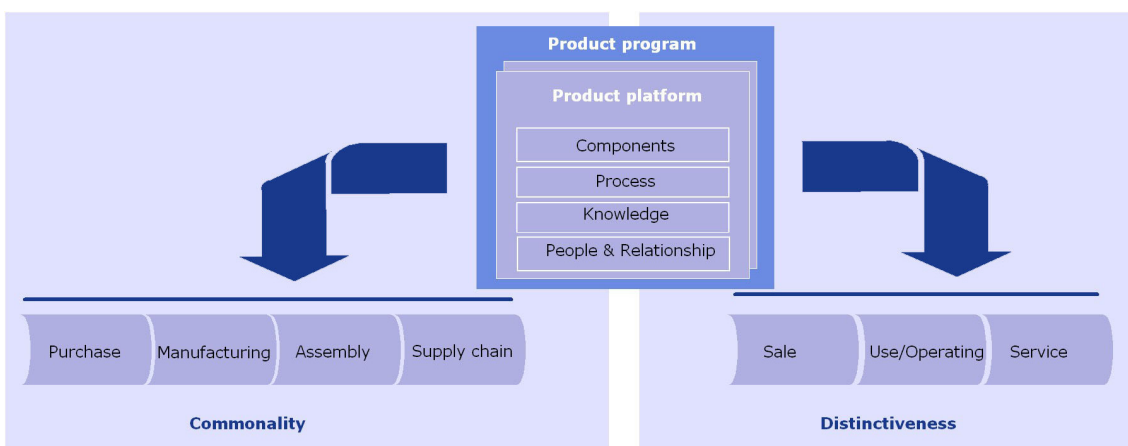 Product program
Product platform
Components
Process
Knowledge
People & Relationship
Purchase
Manufacturing
Assembly
Supply chain
Sale
Use/Operating
Service
Commonality
Distinctiveness